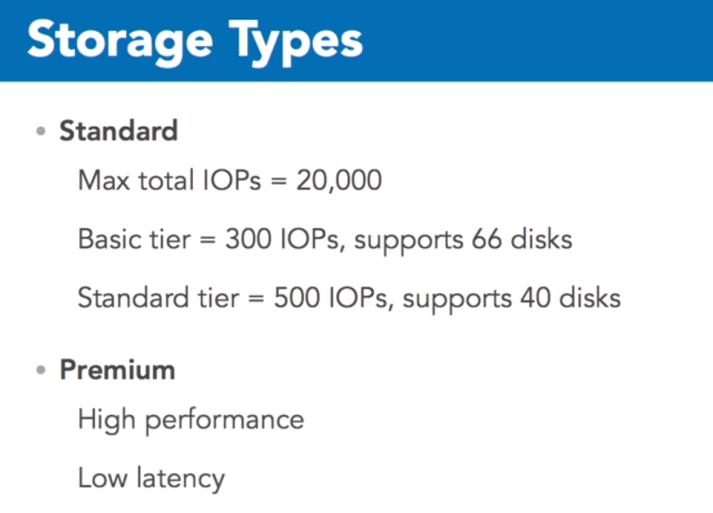 Storage Types
• Standard
Max total IOPs = 20,000
Basic tier = 300 IOPs, supports 66 disks
Standard tier = 500 IOPs, supports 40 disks
• Premium
High performance
Low latency